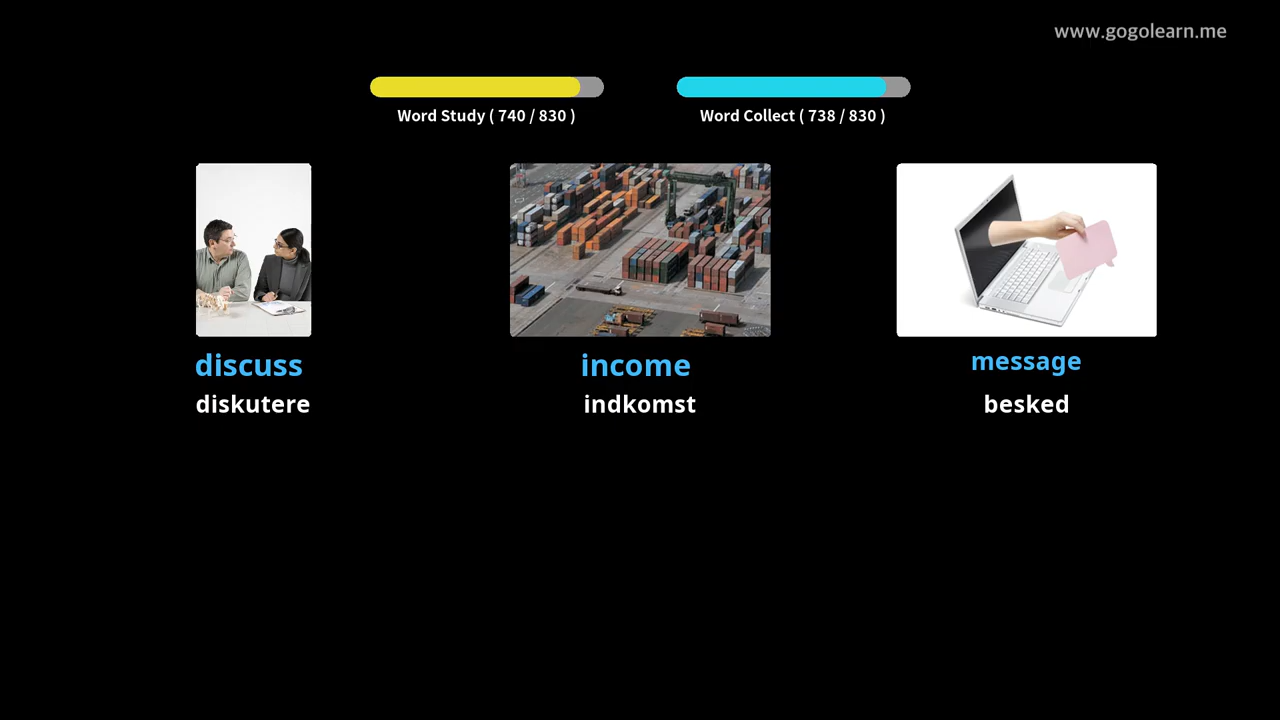 www.gogolearn.me
Word Study ( 740 / 830 )
Word Collect ( 738 / 830 )
discuss
diskutere
income
indkomst
message
besked